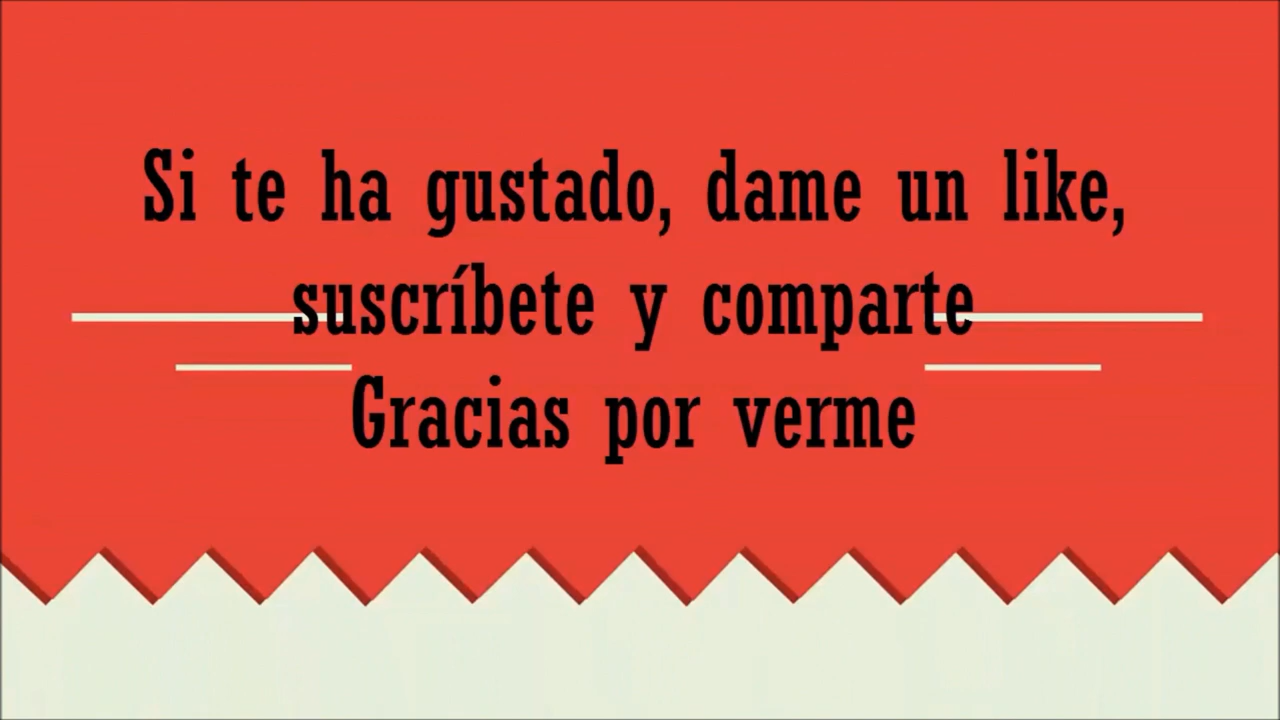 Si te ha gustado, dame un like,
suscríbete y comparte
Gracias por verme